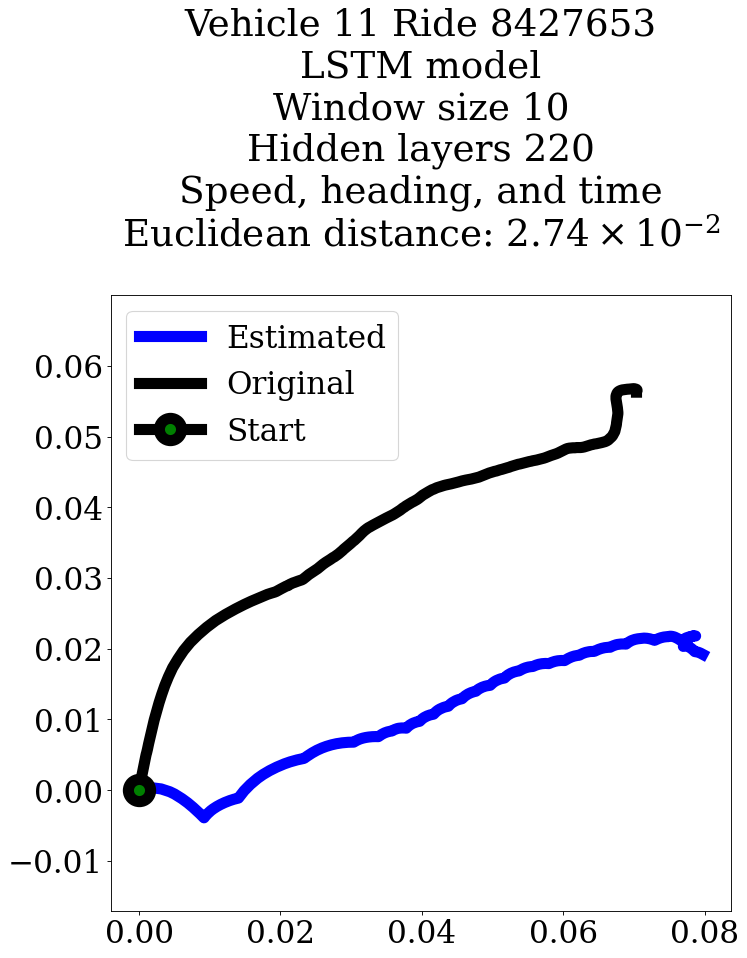 Vehicle 11 Ride 8427653
LSTM model
Window size 10
Hidden layers 220
Speed, heading, and time
Euclidean distance: 2.74 × 10⁻²
Estimated
Original
Start
0.06
0.05
0.04
0.03
0.02
0.01
0.00
−0.01
0.00 0.02 0.04 0.06 0.08